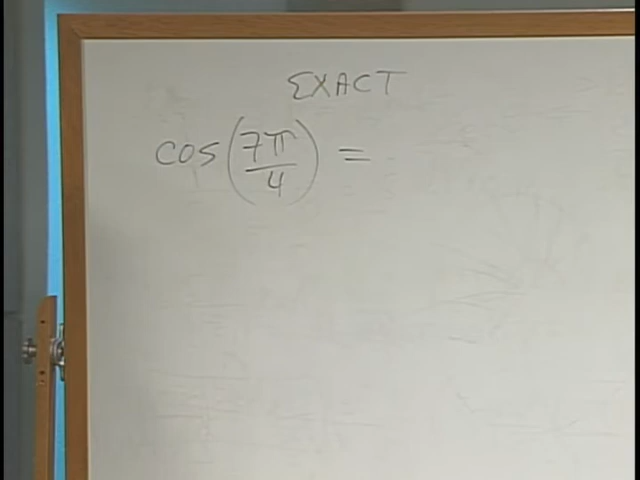 EXACT
cos(7π/4) =